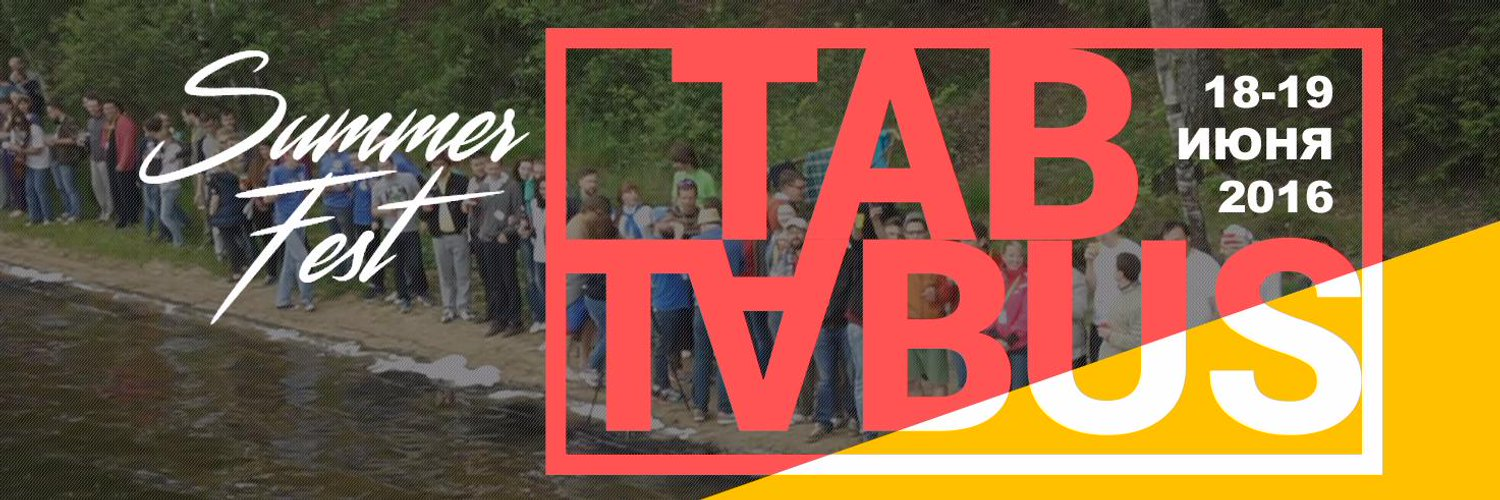 Summer
Fest
TAB
TABUS
18-19
ИЮНЯ
2016